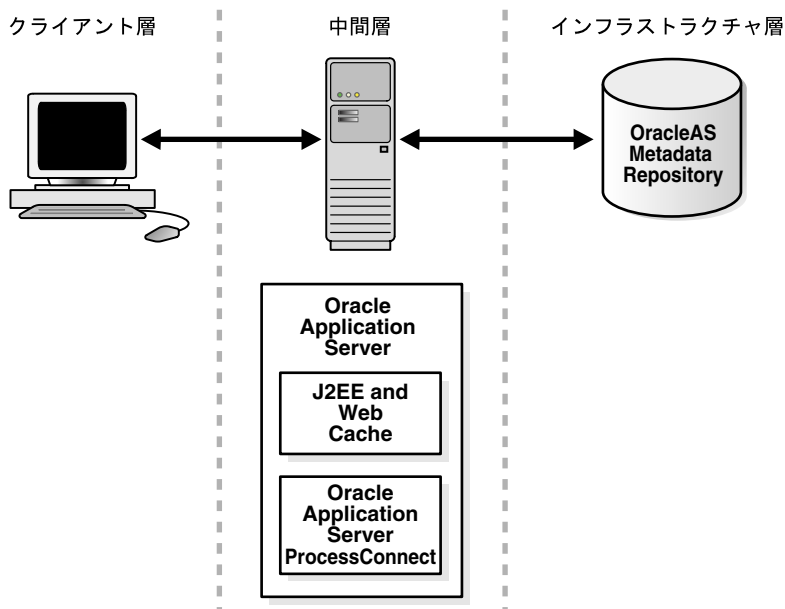 クライアント層
中間層
インフラストラクチャ層
OracleAS
Metadata
Repository
Oracle
Application
Server
J2EE and
Web
Cache
Oracle
Application
Server
ProcessConnect